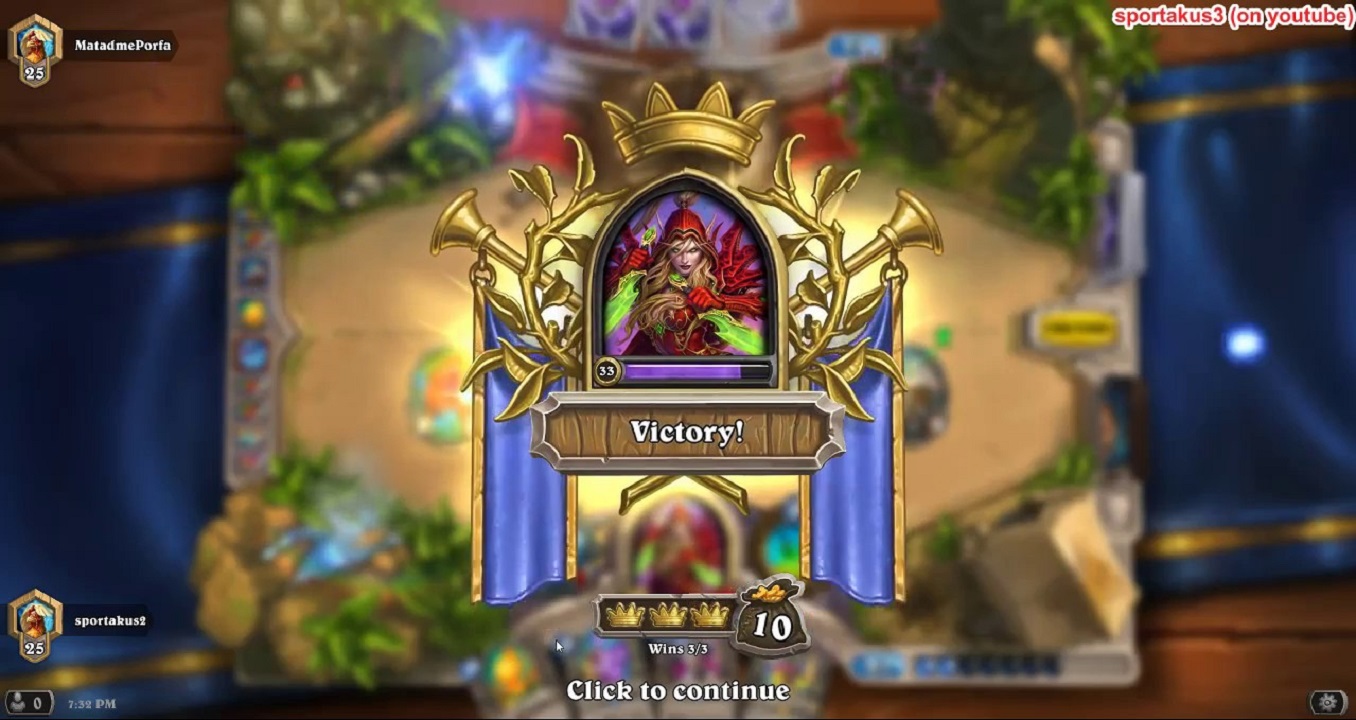 sportakus3 (on youtube)
MatadmePorfa
25
33
Victory!
10
Wins 3/3
sportakus2
25
Click to continue
0
7:32 PM